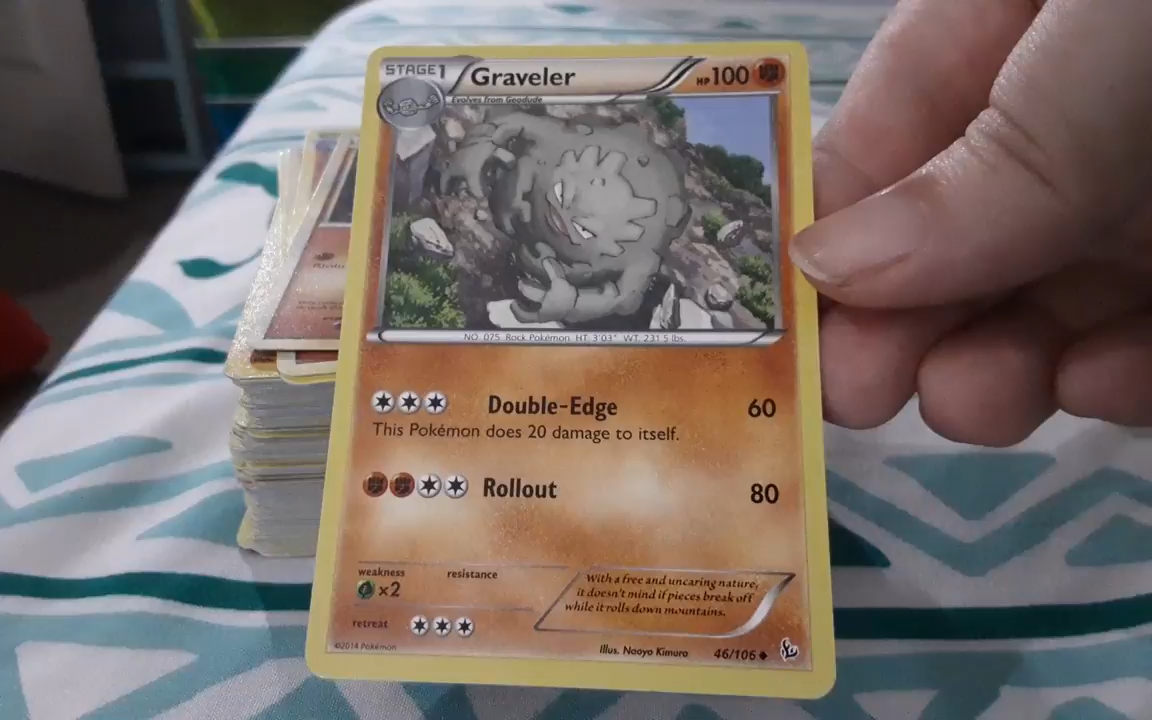 STAGE1 Graveler HP100
Evolves from Geodude
NO. 075 Rock Pokémon HT: 3'03" WT. 231.5 lbs.
Double-Edge 60
This Pokémon does 20 damage to itself.
Rollout 80
weakness resistance
×2
With a free and uncaring nature,
it doesn't mind if pieces break off
while it rolls down mountains.
retreat
©2014 Pokémon Illus. Naoyo Kimura 46/106